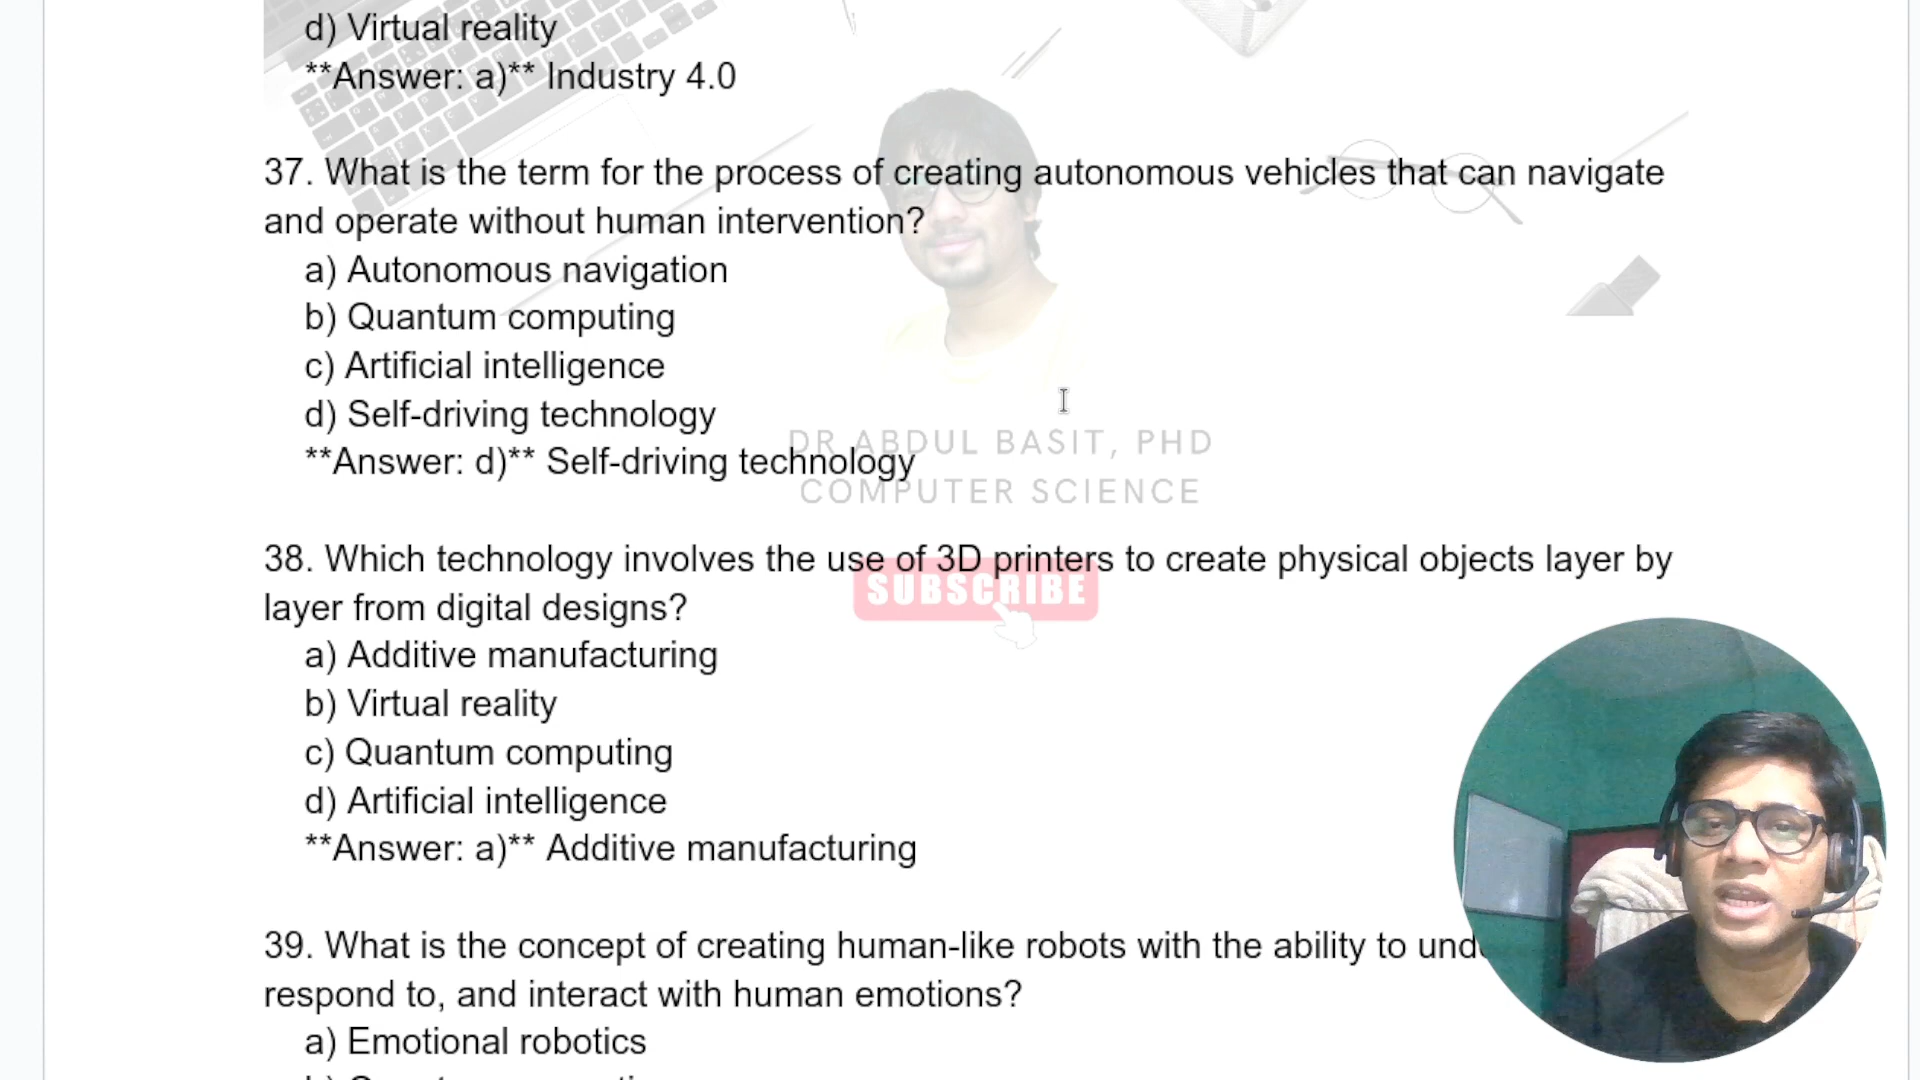 d) Virtual reality
**Answer: a)** Industry 4.0
37. What is the term for the process of creating autonomous vehicles that can navigate
and operate without human intervention?
a) Autonomous navigation
b) Quantum computing
c) Artificial intelligence
d) Self-driving technology
DR ABDUL BASIT, PHD
**Answer: d)** Self-driving technology
COMPUTER SCIENCE
38. Which technology involves the use of 3D printers to create physical objects layer by
SUBSCRIBE
layer from digital designs?
a) Additive manufacturing
b) Virtual reality
c) Quantum computing
d) Artificial intelligence
**Answer: a)** Additive manufacturing
39. What is the concept of creating human-like robots with the ability to
respond to, and interact with human emotions?
a) Emotional robotics